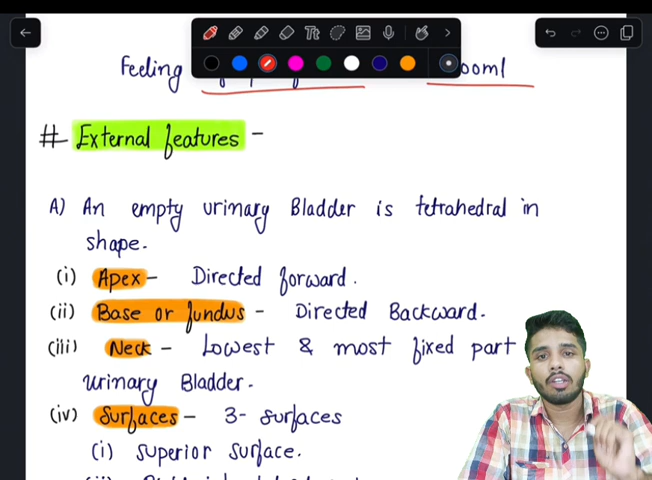 Feeling
# External features -
A) An empty urinary Bladder is tetrahedral in
shape.
(i) Apex - Directed forward.
(ii) Base or fundus - Directed Backward.
(iii) Neck - Lowest & most fixed part
urinary Bladder.
(iv) Surfaces - 3- surfaces
(i) Superior surface.